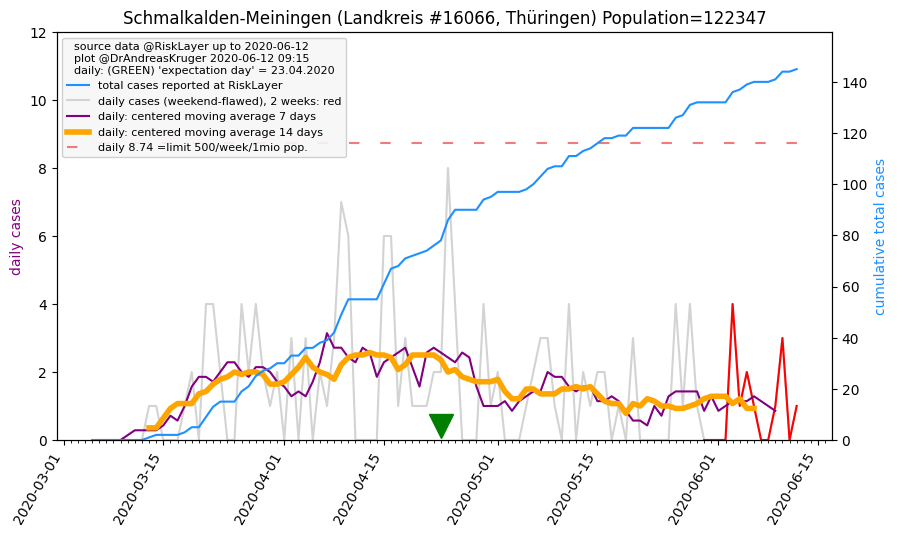 Schmalkalden-Meiningen (Landkreis #16066, Thüringen) Population=122347
source data @RiskLayer up to 2020-06-12
plot @DrAndreasKruger 2020-06-12 09:15
daily: (GREEN) 'expectation day' = 23.04.2020
total cases reported at RiskLayer
daily cases (weekend-flawed), 2 weeks: red
daily: centered moving average 7 days
daily: centered moving average 14 days
daily 8.74 =limit 500/week/1mio pop.
daily cases
12
10
8
6
4
2
0
cumulative total cases
140
120
100
80
60
40
20
0
2020-03-01
2020-03-15
2020-04-01
2020-04-15
2020-05-01
2020-05-15
2020-06-01
2020-06-15